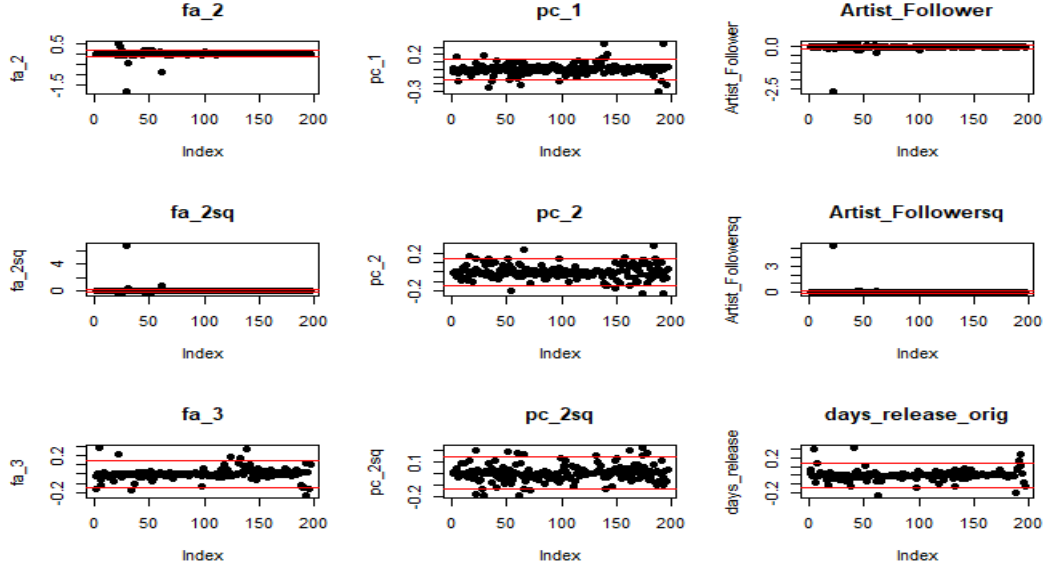 fa_2
fa_2
0.5
-1.5
0 50 100 150 200
Index
pc_1
pc_1
0.2
-0.3
0 50 100 150 200
Index
Artist_Follower
Artist_Follower
0.0
-2.5
0 50 100 150 200
Index
fa_2sq
fa_2sq
4
0
0 50 100 150 200
Index
pc_2
pc_2
0.2
-0.2
0 50 100 150 200
Index
Artist_Followersq
Artist_Followersq
3
0
0 50 100 150 200
Index
fa_3
fa_3
0.2
-0.2
0 50 100 150 200
Index
pc_2sq
pc_2sq
0.1
-0.2
0 50 100 150 200
Index
days_release_orig
days_release
0.2
-0.2
0 50 100 150 200
Index